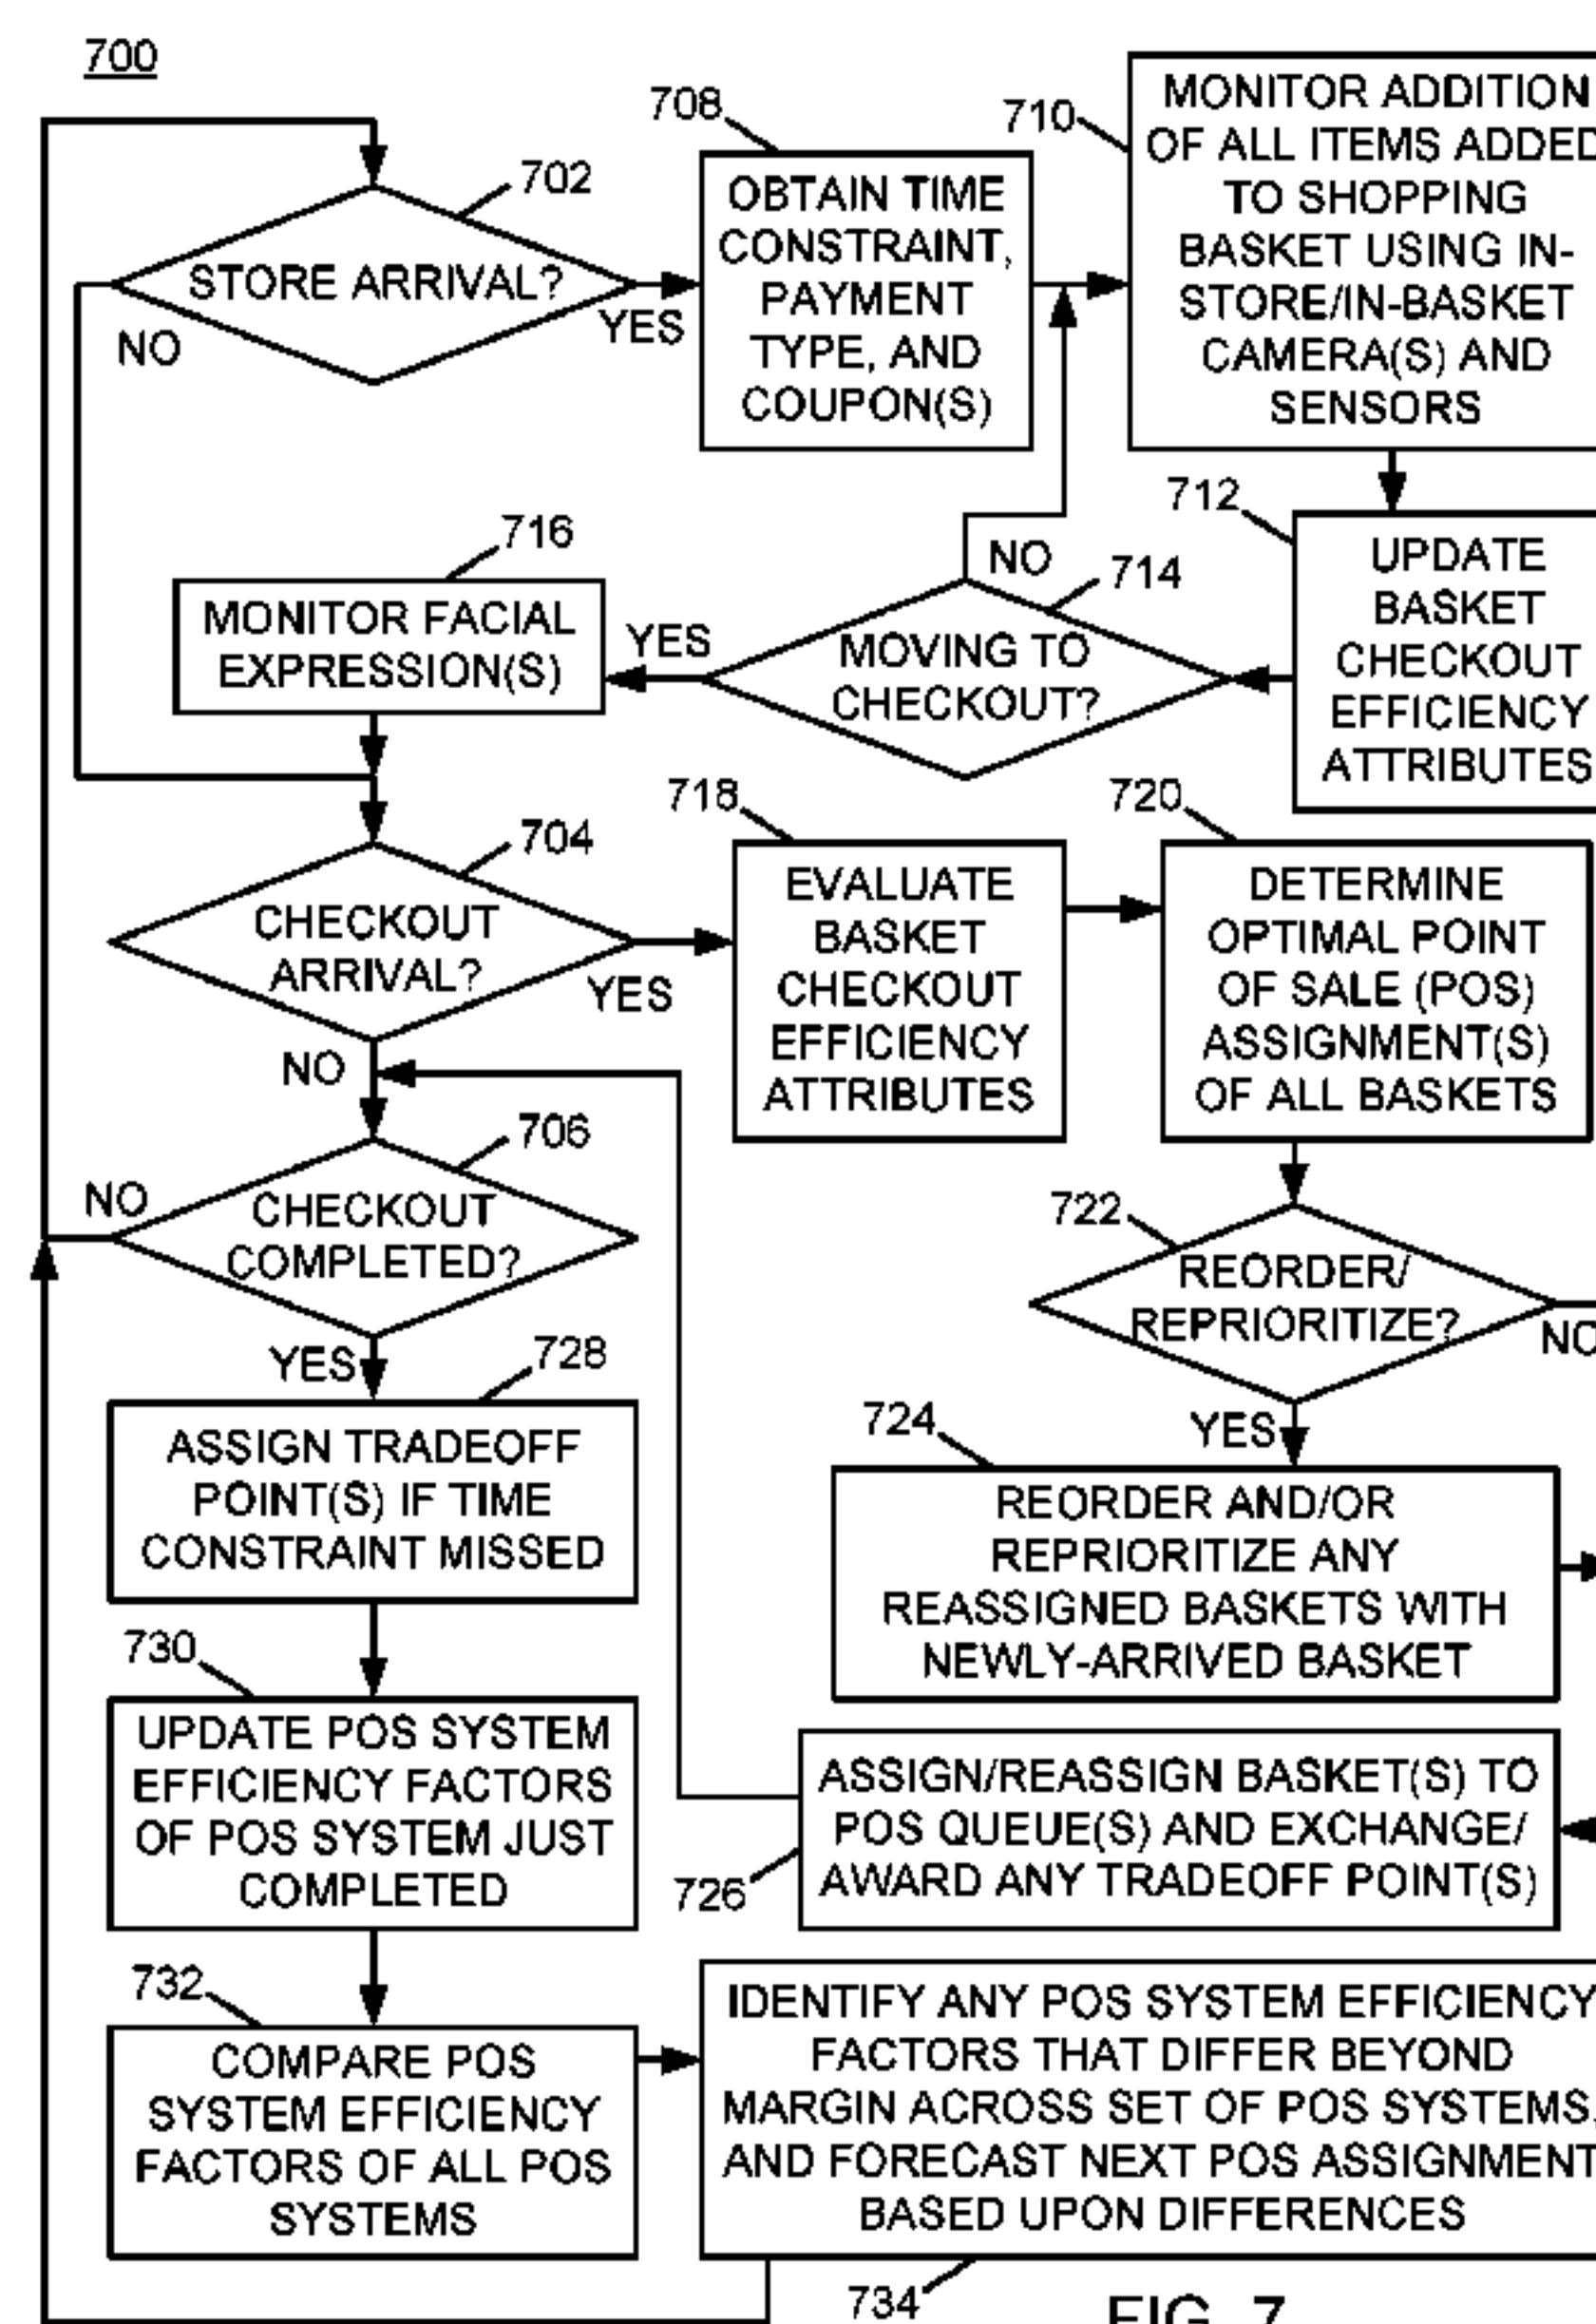 700
702
STORE ARRIVAL?
NO
YES
708
OBTAIN TIME
CONSTRAINT,
PAYMENT
TYPE, AND
COUPON(S)
710
MONITOR ADDITION
OF ALL ITEMS ADDED
TO SHOPPING
BASKET USING IN-
STORE/IN-BASKET
CAMERA(S) AND
SENSORS
712
UPDATE
BASKET
CHECKOUT
EFFICIENCY
ATTRIBUTES
714
MOVING TO
CHECKOUT?
NO
YES
716
MONITOR FACIAL
EXPRESSION(S)
704
CHECKOUT
ARRIVAL?
YES
NO
718
EVALUATE
BASKET
CHECKOUT
EFFICIENCY
ATTRIBUTES
720
DETERMINE
OPTIMAL POINT
OF SALE (POS)
ASSIGNMENT(S)
OF ALL BASKETS
722
REORDER/
REPRIORITIZE?
NO
YES
724
REORDER AND/OR
REPRIORITIZE ANY
REASSIGNED BASKETS WITH
NEWLY-ARRIVED BASKET
726
ASSIGN/REASSIGN BASKET(S) TO
POS QUEUE(S) AND EXCHANGE/
AWARD ANY TRADEOFF POINT(S)
706
CHECKOUT
COMPLETED?
NO
YES
728
ASSIGN TRADEOFF
POINT(S) IF TIME
CONSTRAINT MISSED
730
UPDATE POS SYSTEM
EFFICIENCY FACTORS
OF POS SYSTEM JUST
COMPLETED
732
COMPARE POS
SYSTEM EFFICIENCY
FACTORS OF ALL POS
SYSTEMS
734
IDENTIFY ANY POS SYSTEM EFFICIENCY
FACTORS THAT DIFFER BEYOND
MARGIN ACROSS SET OF POS SYSTEMS,
AND FORECAST NEXT POS ASSIGNMENT
BASED UPON DIFFERENCES
FIG. 7